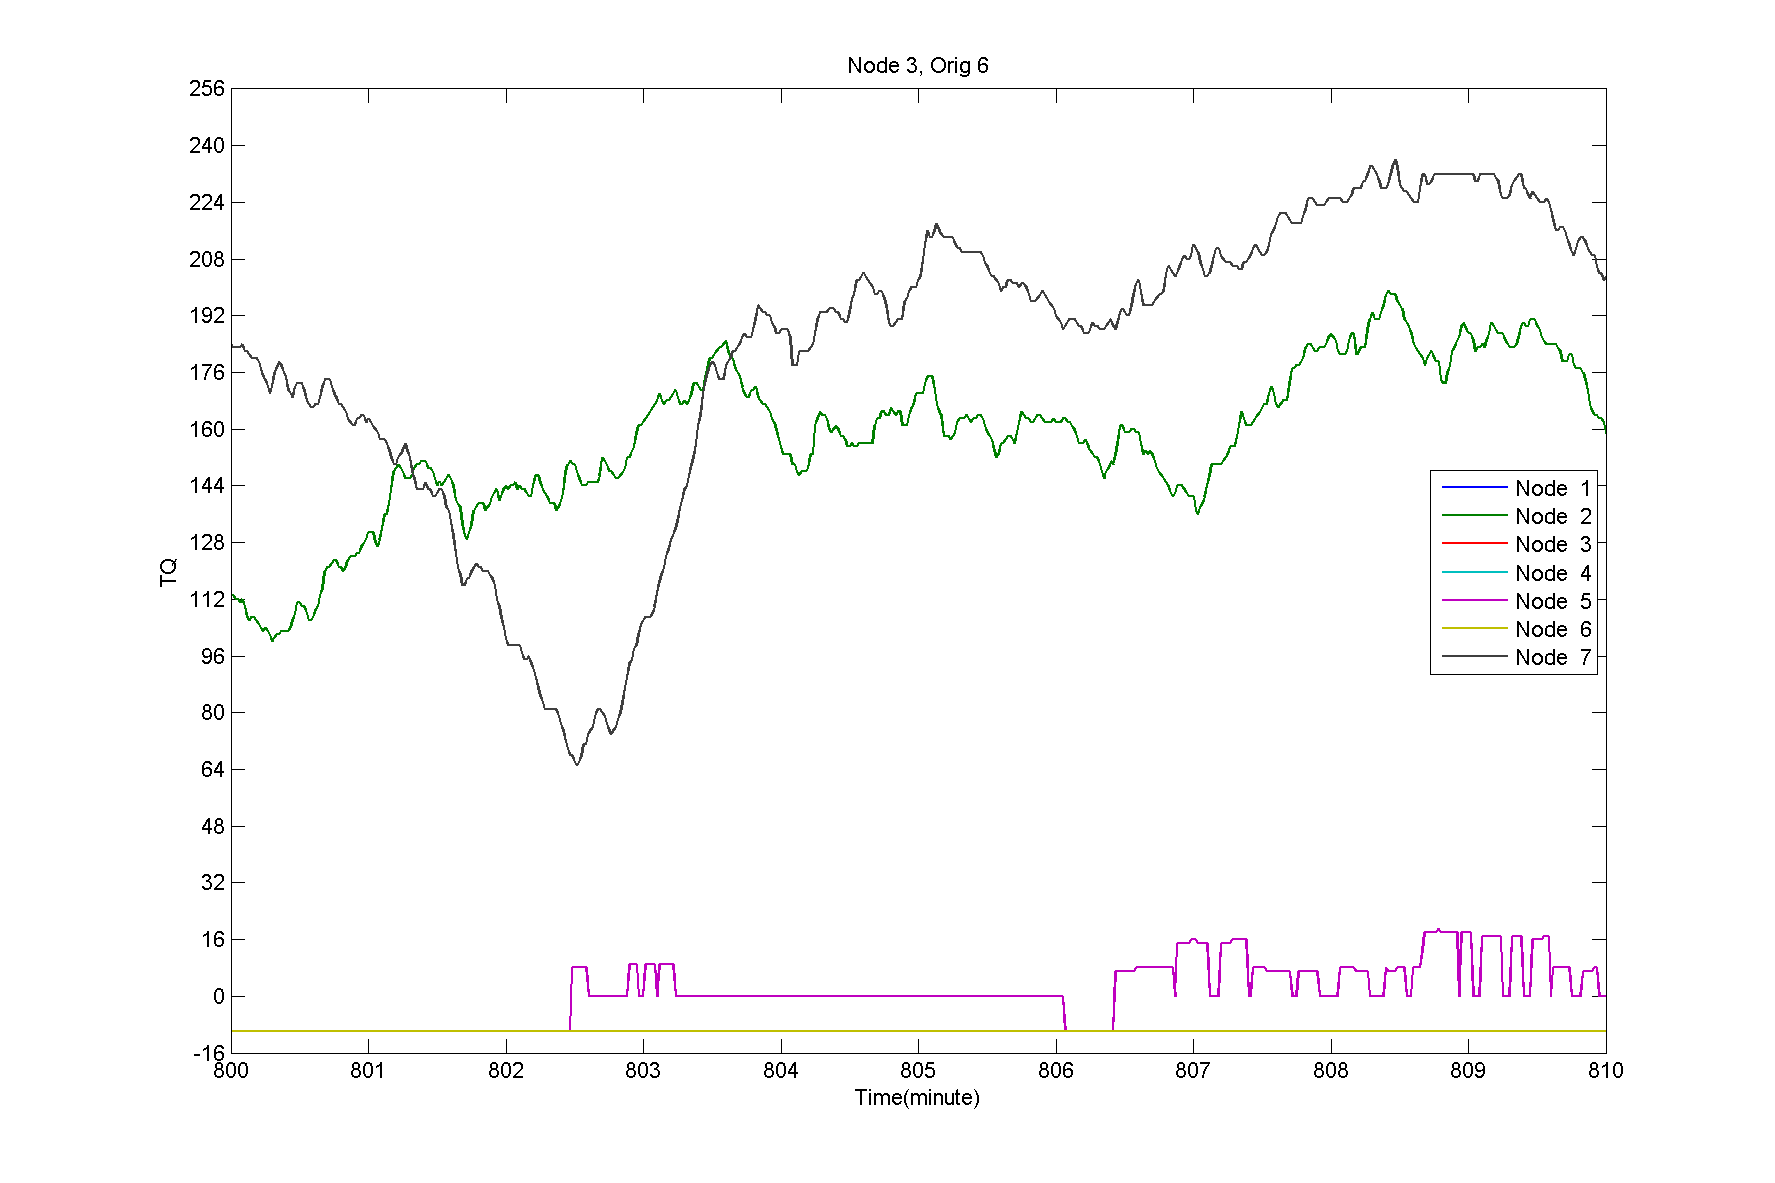 Node 3, Orig 6
256
240
224
208
192
176
160
144
128
112
96
80
64
48
32
16
0
-16
TQ
Node 1
Node 2
Node 3
Node 4
Node 5
Node 6
Node 7
800 801 802 803 804 805 806 807 808 809 810
Time(minute)